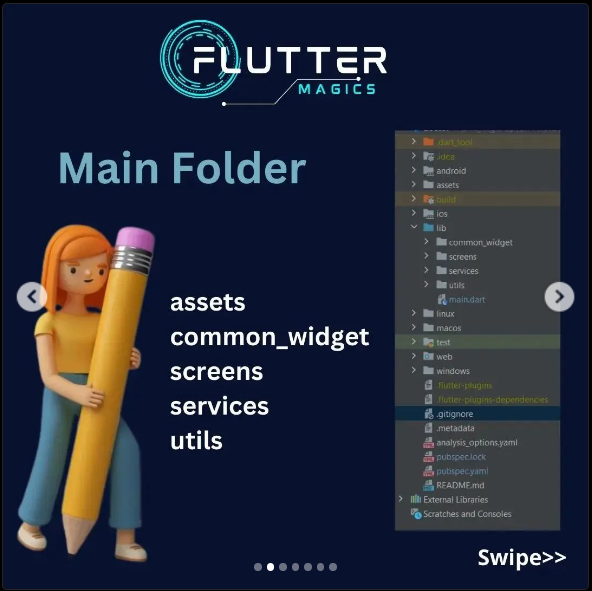 FLUTTER
MAGICS
Main Folder
assets
common_widget
screens
services
utils
.dart_tool
.idea
android
assets
build
ios
lib
common_widget
screens
services
utils
main.dart
linux
macos
test
web
windows
.flutter-plugins
.flutter-plugins-dependencies
.gitignore
.metadata
analysis_options.yaml
pubspec.lock
pubspec.yaml
README.md
External Libraries
Scratches and Consoles
Swipe>>